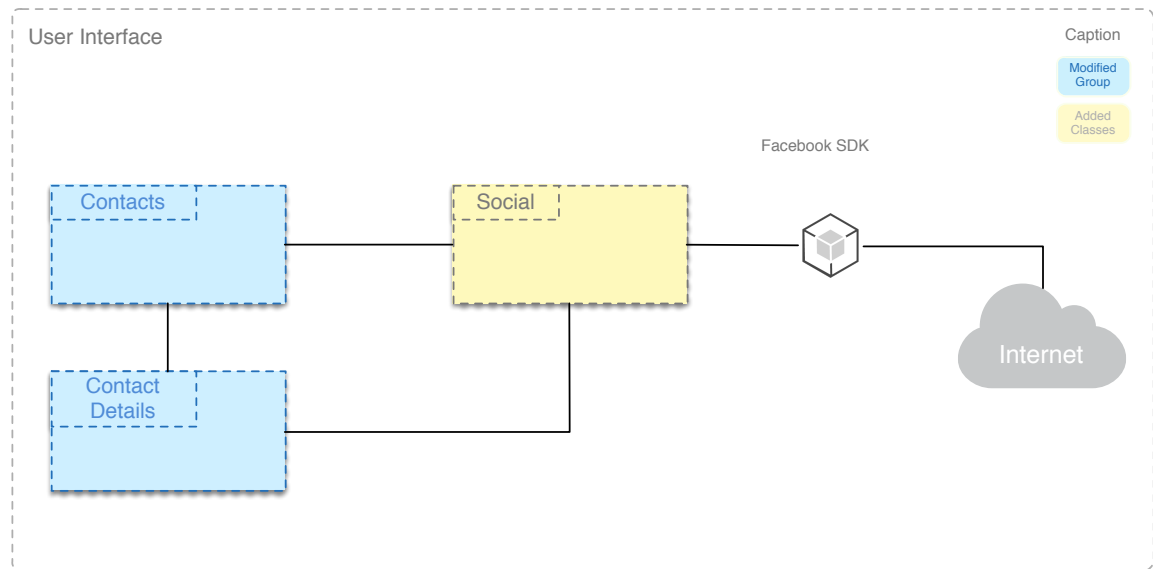 User Interface
Caption
Modified
Group
Added
Classes
Facebook SDK
Contacts
Social
Internet
Contact
Details